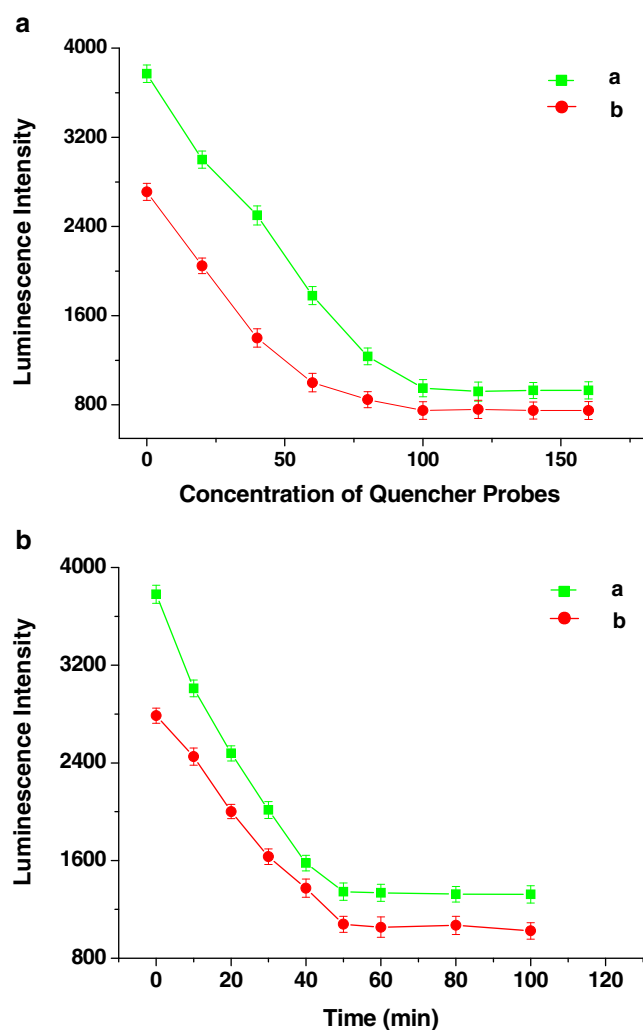 a
4000
3200
2400
1600
800
Luminescence Intensity
a
b
0
50
100
150
Concentration of Quencher Probes
b
4000
3200
2400
1600
800
Luminescence Intensity
a
b
0
20
40
60
80
100
120
Time (min)